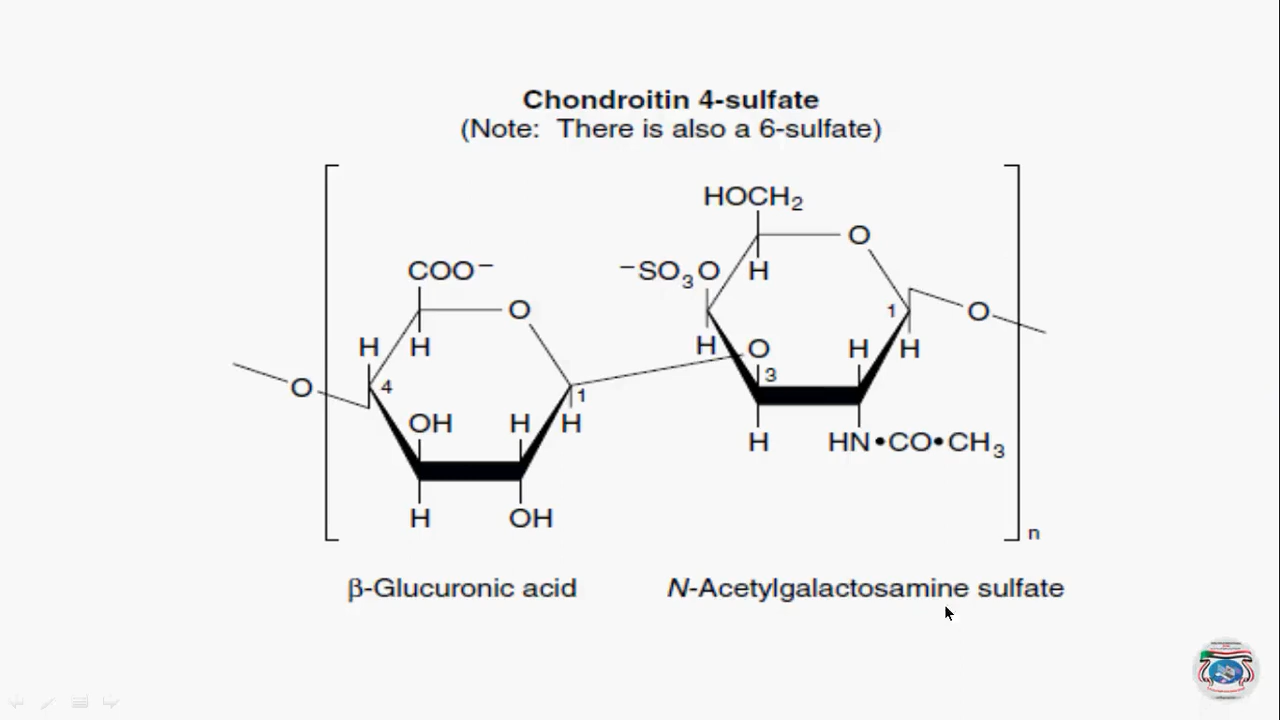 Chondroitin 4-sulfate
(Note: There is also a 6-sulfate)
HOCH₂
O
COO⁻
⁻SO₃O
H
O
1
O
H
H
H
O
H
H
O
4
1
3
OH
H
H
H
HN•CO•CH₃
H
OH
n
β-Glucuronic acid
N-Acetylgalactosamine sulfate